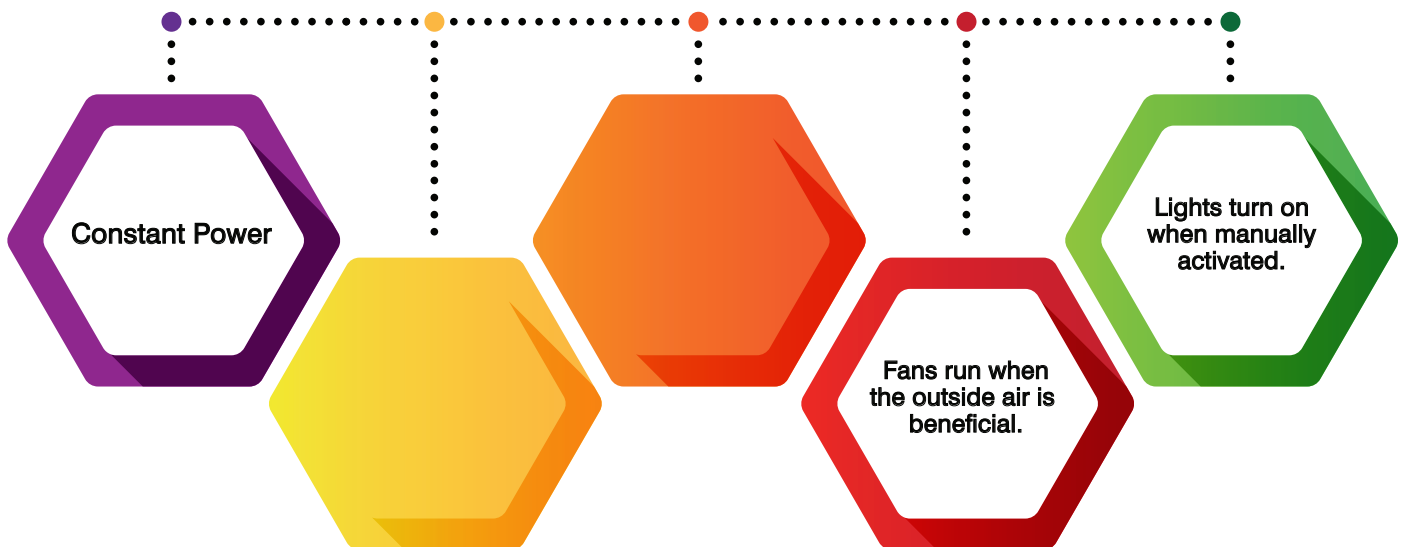 Constant Power
Fans run when
the outside air is
beneficial.
Lights turn on
when manually
activated.